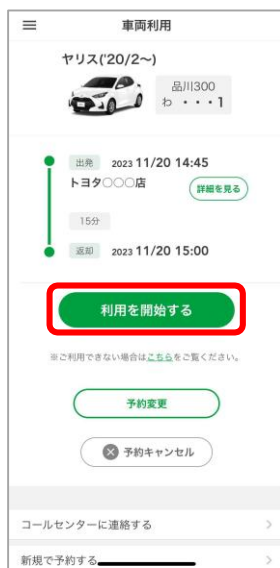 車両利用
ヤリス('20/2~)
品川300
わ ・・・1
出発 2023 11/20 14:45
トヨタ○○○店
詳細を見る
15分
返却 2023 11/20 15:00
利用を開始する
※ご利用できない場合はこちらをご覧ください。
予約変更
予約キャンセル
コールセンターに連絡する
新規で予約する